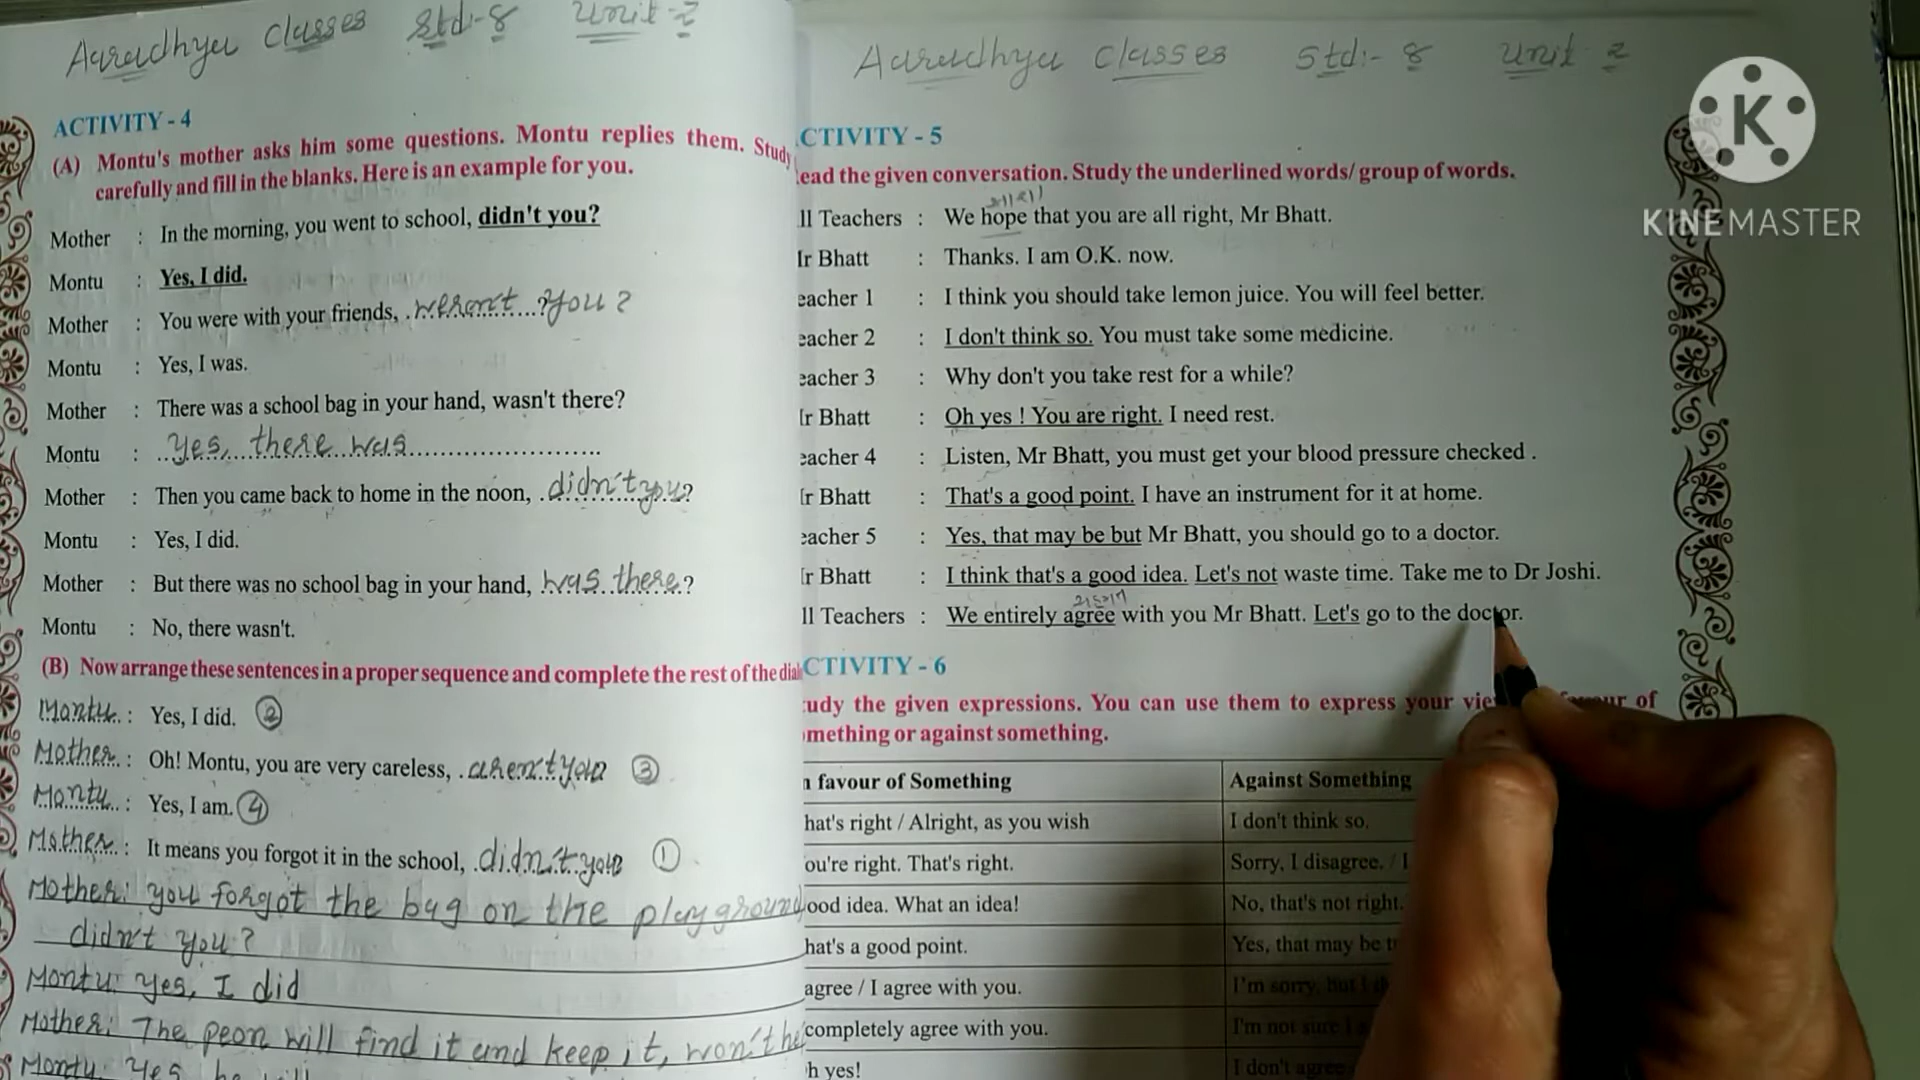 Aaradhya Classes Std:- 8 Unit - 2
ACTIVITY - 4
(A) Montu's mother asks him some questions. Montu replies them. Study
carefully and fill in the blanks. Here is an example for you.
Mother : In the morning, you went to school, didn't you?
Montu : Yes, I did.
Mother : You were with your friends, weren't you?
Montu : Yes, I was.
Mother : There was a school bag in your hand, wasn't there?
Montu : Yes, there was
Mother : Then you came back to home in the noon, didn't you?
Montu : Yes, I did.
Mother : But there was no school bag in your hand, was there?
Montu : No, there wasn't.
(B) Now arrange these sentences in a proper sequence and complete the rest of the dial
Montu : Yes, I did. 2
Mother : Oh! Montu, you are very careless, aren't you 3
Montu : Yes, I am. 4
Mother : It means you forgot it in the school, didn't you 1
Mother: you forgot the bag on the playground
didn't you?
Montu: yes, I did
Mother: The peon will find it and keep it, won't he
Montu: Yes, he will
Aaradhya Classes Std:- 8 Unit 2
CTIVITY - 5
ead the given conversation. Study the underlined words/ group of words.
ll Teachers : We hope that you are all right, Mr Bhatt.
r Bhatt : Thanks. I am O.K. now.
eacher 1 : I think you should take lemon juice. You will feel better.
eacher 2 : I don't think so. You must take some medicine.
eacher 3 : Why don't you take rest for a while?
r Bhatt : Oh yes ! You are right. I need rest.
eacher 4 : Listen, Mr Bhatt, you must get your blood pressure checked .
r Bhatt : That's a good point. I have an instrument for it at home.
eacher 5 : Yes, that may be but Mr Bhatt, you should go to a doctor.
r Bhatt : I think that's a good idea. Let's not waste time. Take me to Dr Joshi.
ll Teachers : We entirely agree with you Mr Bhatt. Let's go to the doctor.
CTIVITY - 6
udy the given expressions. You can use them to express your vie favour of
mething or against something.
n favour of Something Against Something
hat's right / Alright, as you wish I don't think so.
ou're right. That's right. Sorry, I disagree. / I
ood idea. What an idea! No, that's not right.
hat's a good point. Yes, that may be t
agree / I agree with you. I'm sorry, but I d
completely agree with you. I'm not sure I a
h yes! I don't agree
K
KINEMASTER